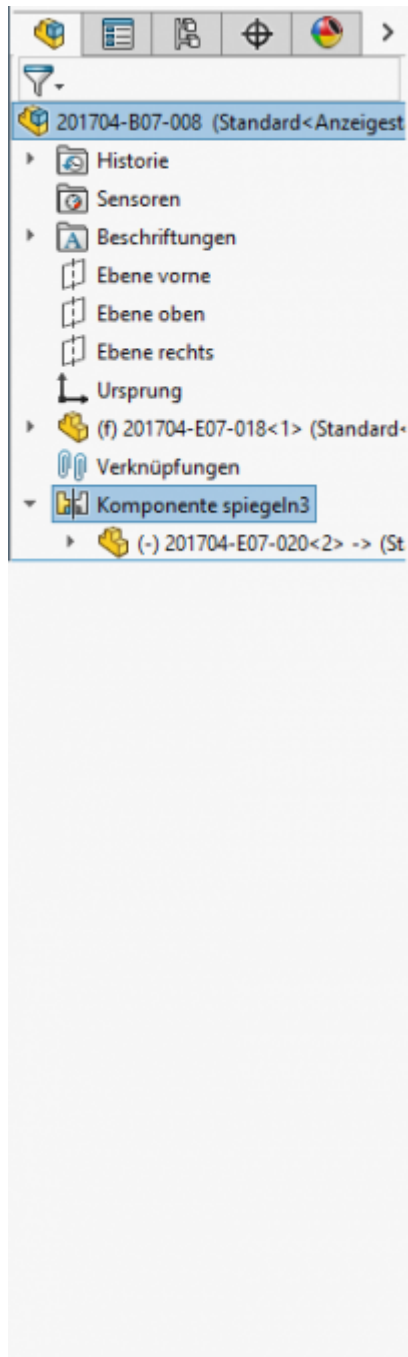 201704-B07-008 (Standard<Anzeigest
Historie
Sensoren
Beschriftungen
Ebene vorne
Ebene oben
Ebene rechts
Ursprung
(f) 201704-E07-018<1> (Standard<
Verknüpfungen
Komponente spiegeln3
(-) 201704-E07-020<2> -> (St